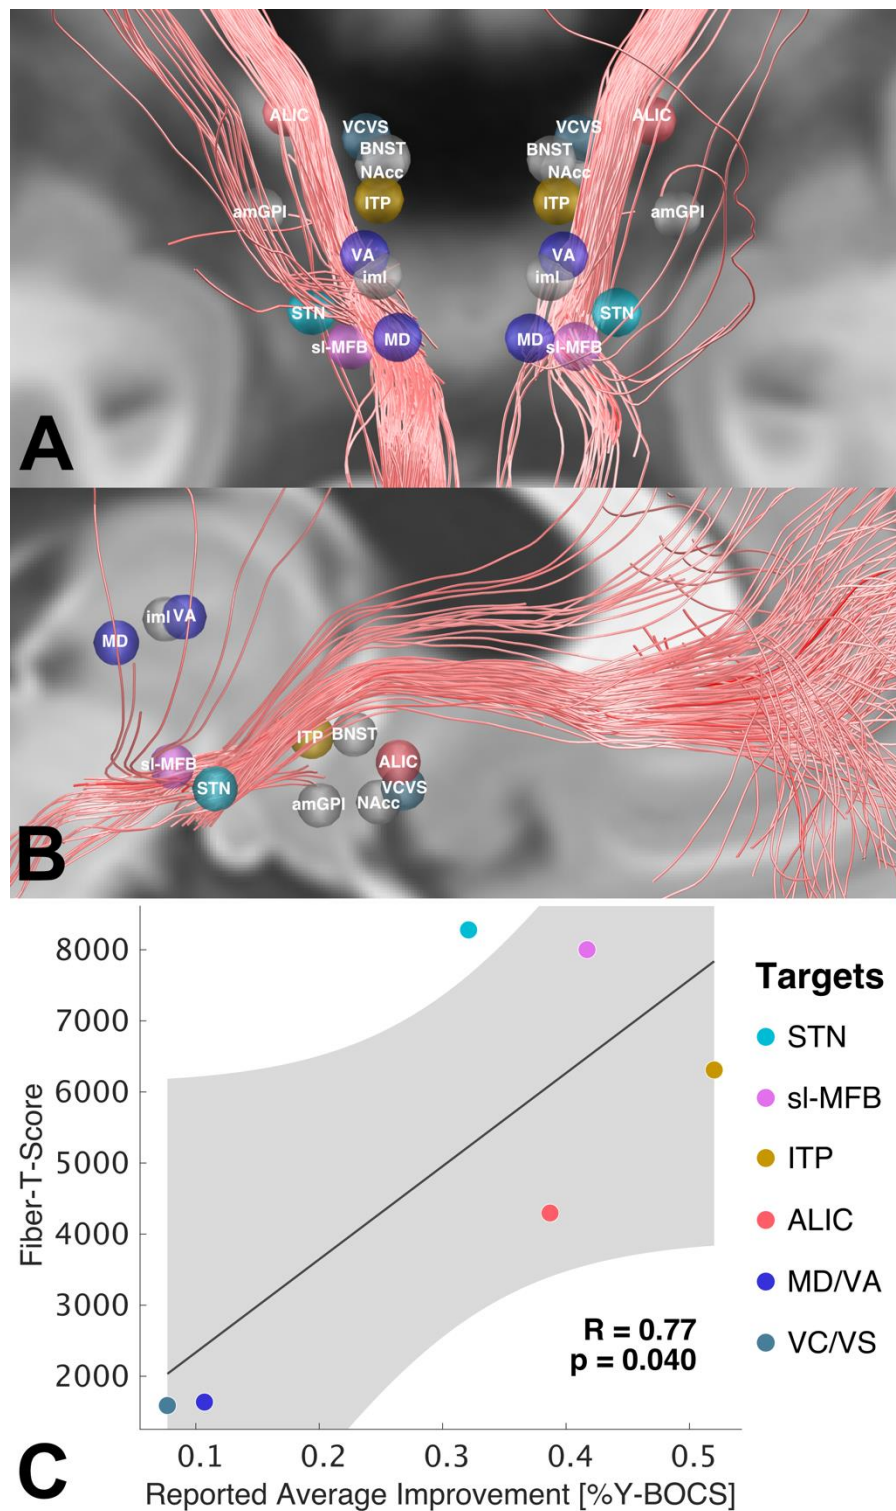 ALIC
VCVS
BNST
NAcc
ITP
amGPI
VA
iml
STN
sl-MFB
MD
VCVS
ALIC
BNST
NAcc
ITP
amGPI
VA
iml
STN
MD
sl-MFB
A
iml
VA
MD
ITP
BNST
sl-MFB
ALIC
STN
VCVS
amGPI
NAcc
B
8000
7000
6000
5000
4000
3000
2000
Fiber-T-Score
R = 0.77
p = 0.040
0.1 0.2 0.3 0.4 0.5
Reported Average Improvement [%Y-BOCS]
Targets
STN
sl-MFB
ITP
ALIC
MD/VA
VC/VS
C